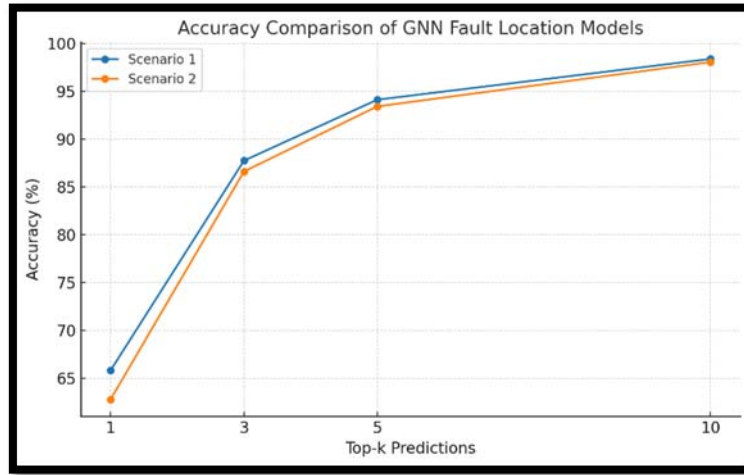 Accuracy Comparison of GNN Fault Location Models
Scenario 1
Scenario 2
Accuracy (%)
100
95
90
85
80
75
70
65
1 3 5 10
Top-k Predictions